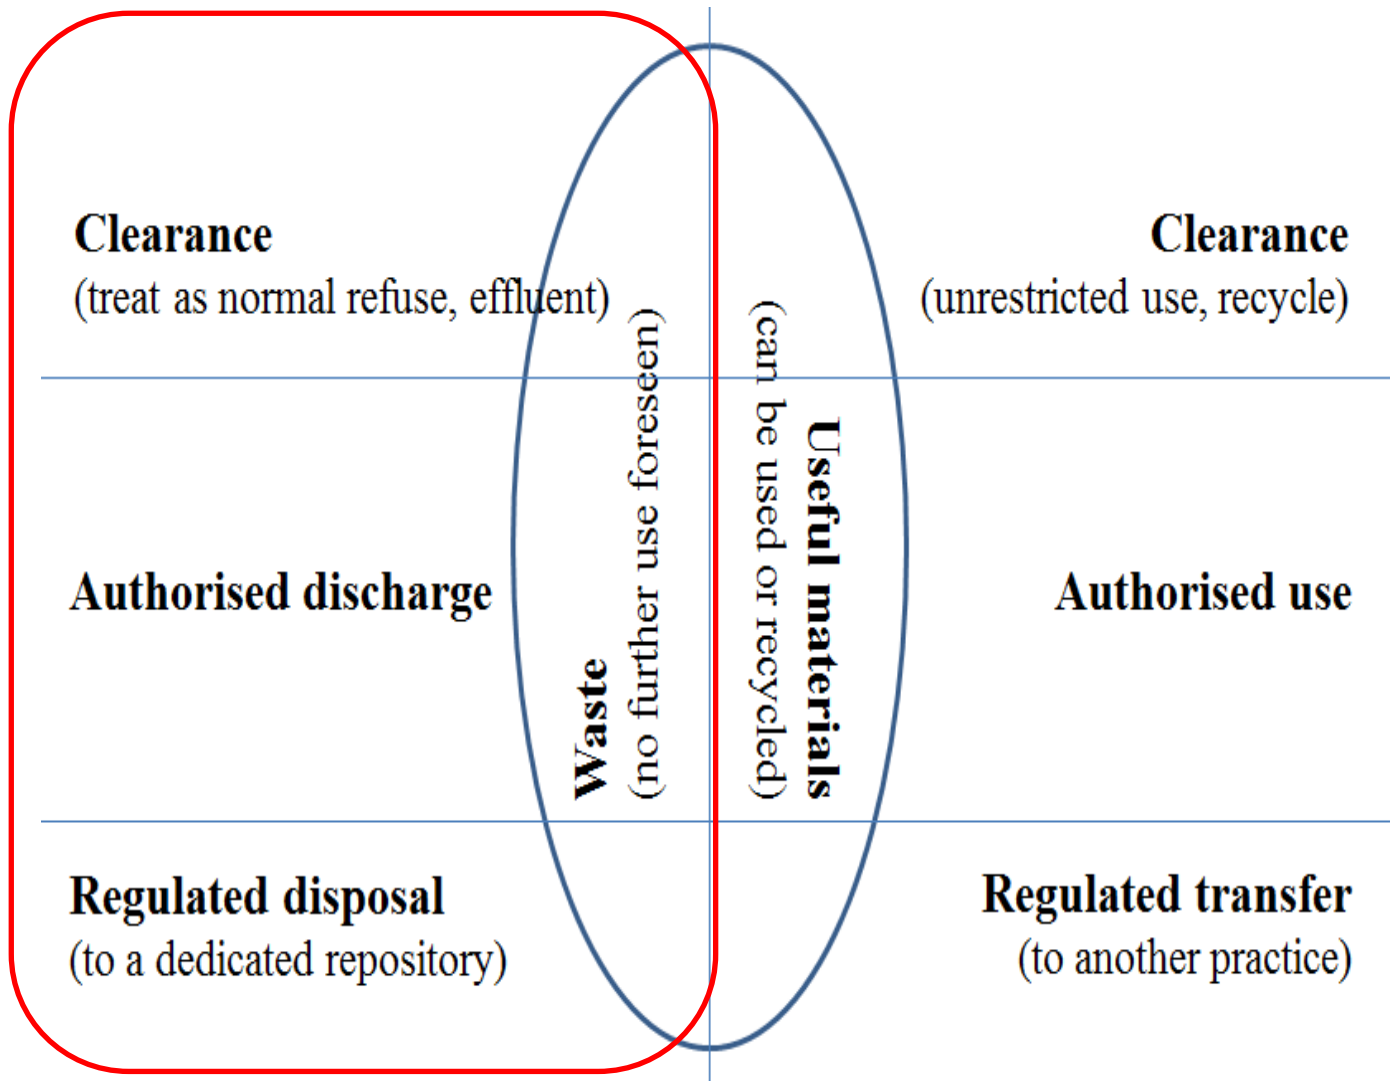 Clearance
(treat as normal refuse, effluent)
Authorised discharge
Regulated disposal
(to a dedicated repository)
Waste
(no further use foreseen)
Useful materials
(can be used or recycled)
Clearance
(unrestricted use, recycle)
Authorised use
Regulated transfer
(to another practice)